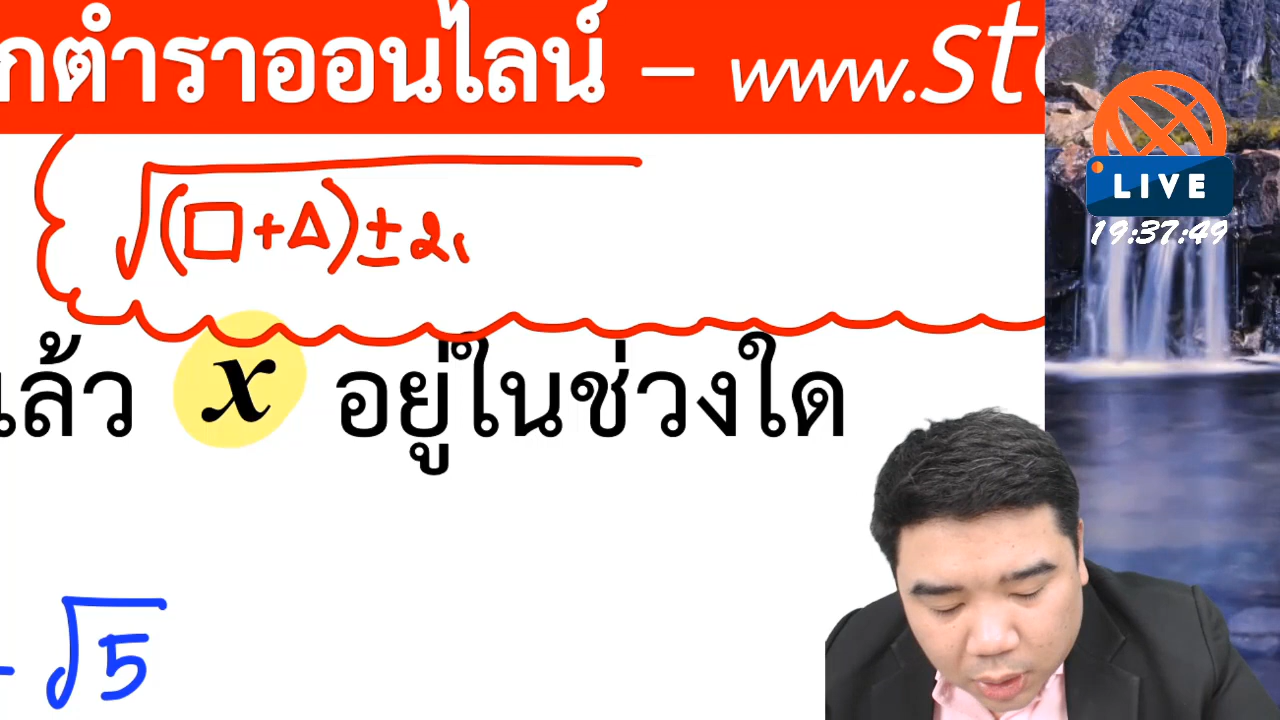 กตำราออนไลน์ – www.st
LIVE
19:37:49
√(□+△)±2
แล้ว x อยู่ในช่วงใด
- √5